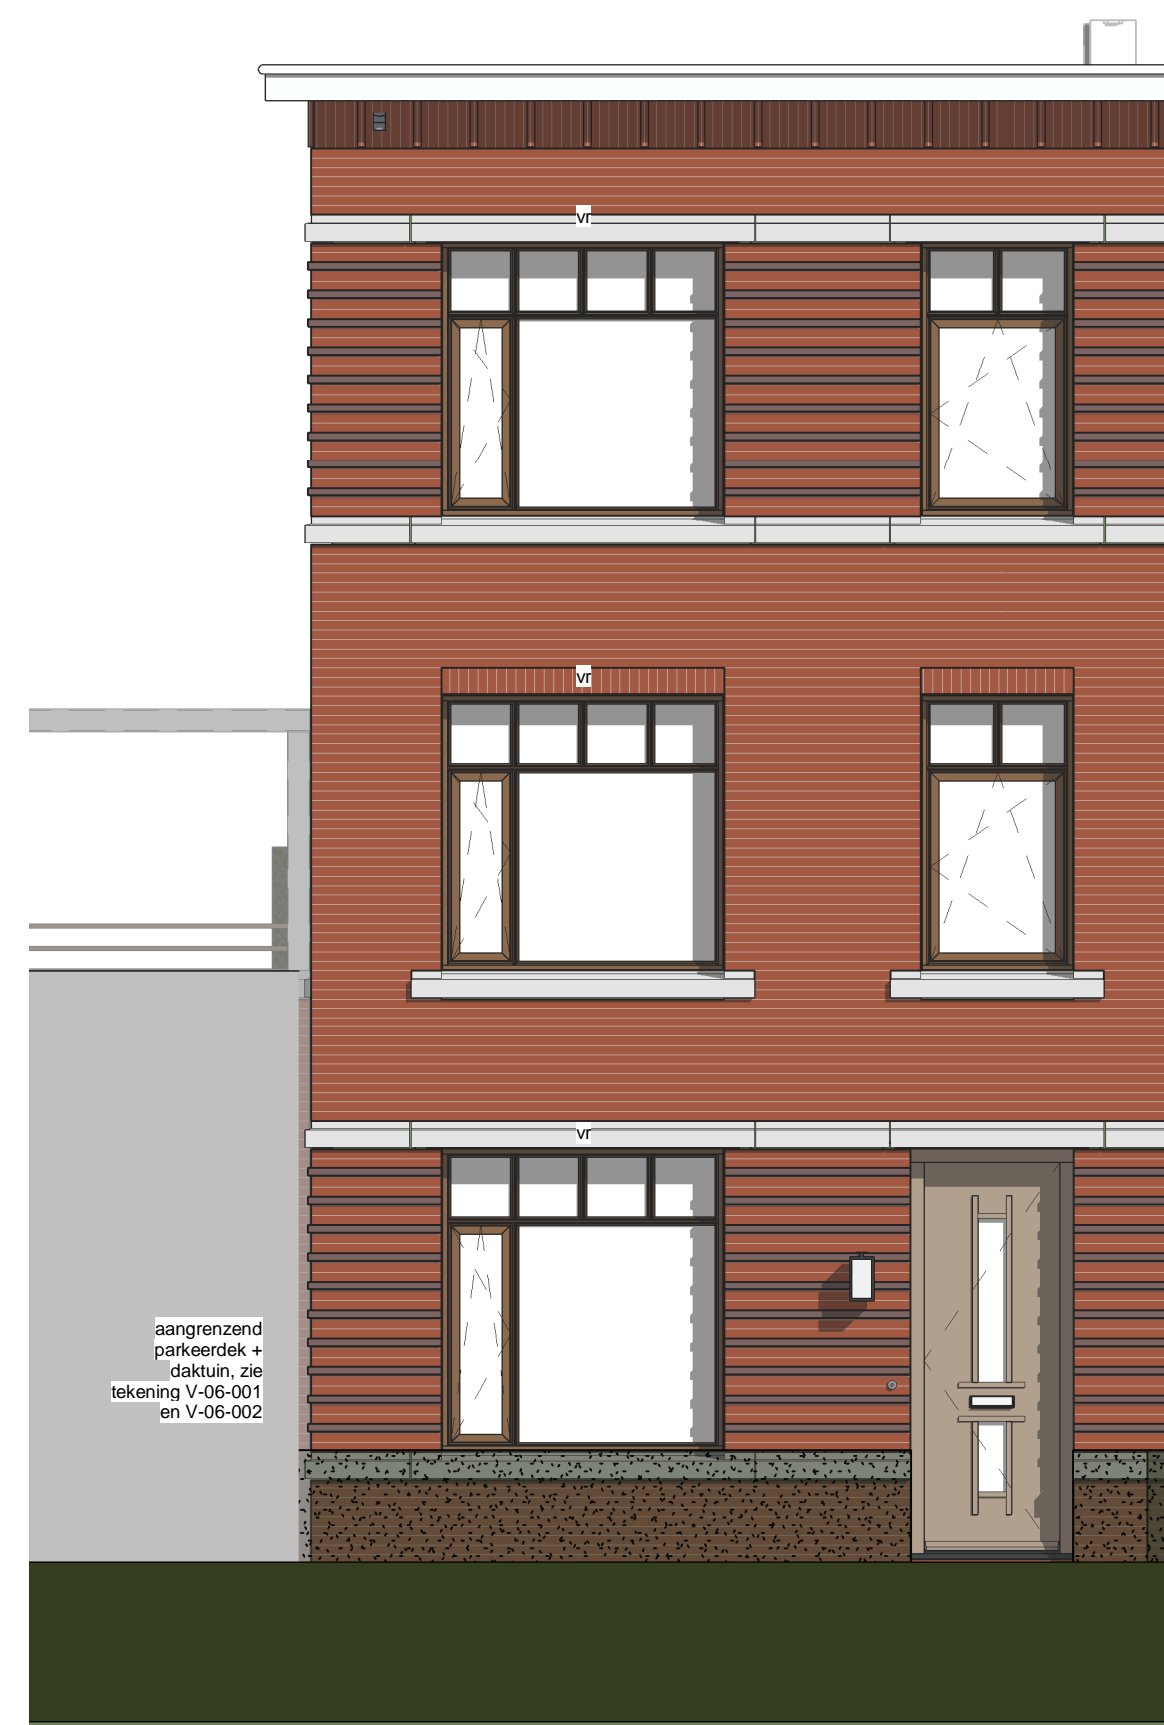 vr
vr
vr
aangrenzend
parkeerdek +
daktuin, zie
tekening V-06-001
en V-06-002